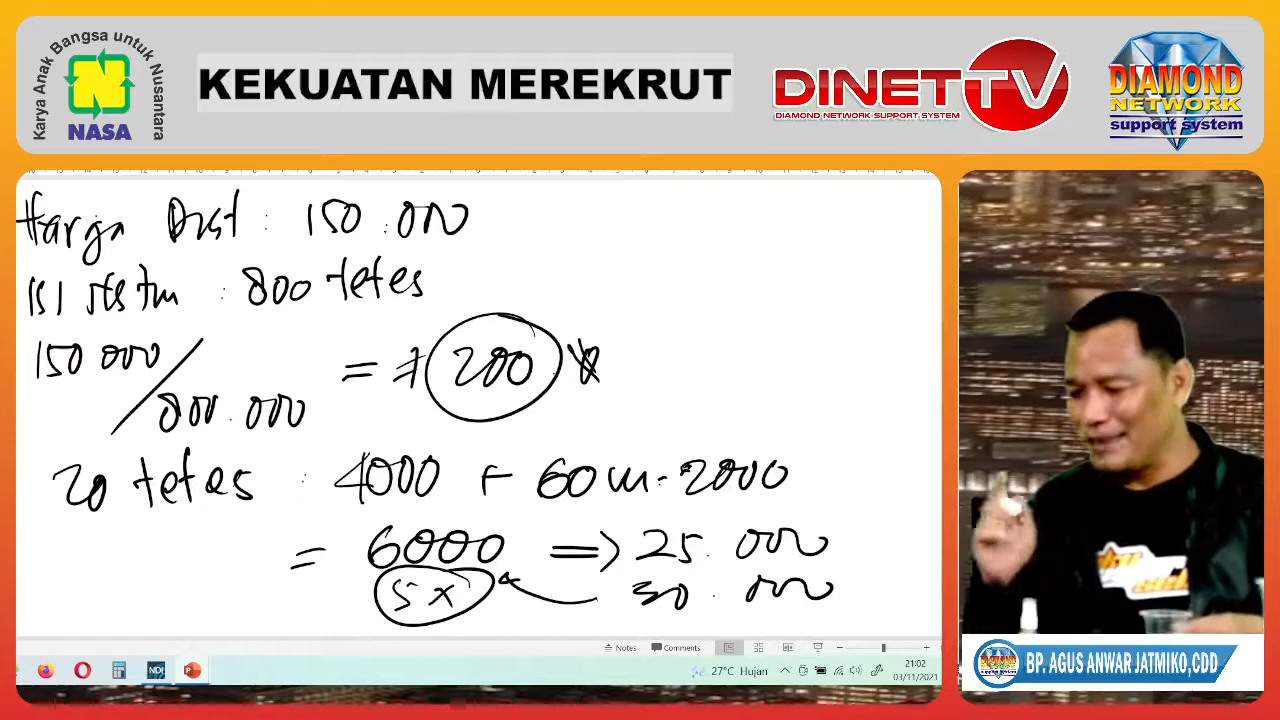 Karya Anak Bangsa untuk Nusantara
NASA
KEKUATAN MEREKRUT
DINET TV
DIAMOND NETWORK SUPPORT SYSTEM
DIAMOND
NETWORK
support system
Harga Dist : 150.000
ISI : 800 tetes
150 000 / 800.000 = 200
20 tetes : 4000 + 60 2000
= 6000 => 25.000
5x 30.000
Notes Comments
27°C Hujan
21:02
03/11/2021
BP. AGUS ANWAR JATMIKO,CDD